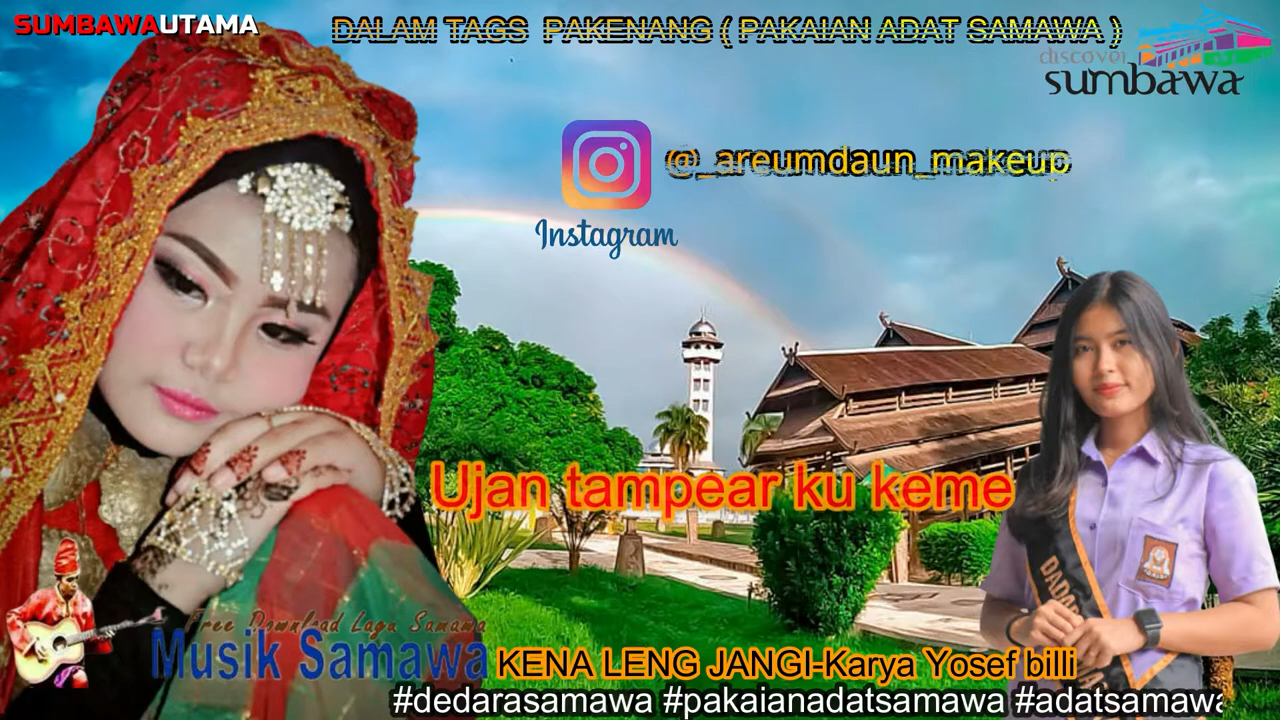 SUMBAWAUTAMA
DALAM TAGS PAKENANG ( PAKAIAN ADAT SAMAWA )
discover
sumbawa
@_areumdaun_makeup
Instagram
Ujan tampear ku keme
Free Download Lagu Samawa
Musik Samawa
KENA LENG JANGI-Karya Yosef billi
#dedarasamawa #pakaianadatsamawa #adatsamawa